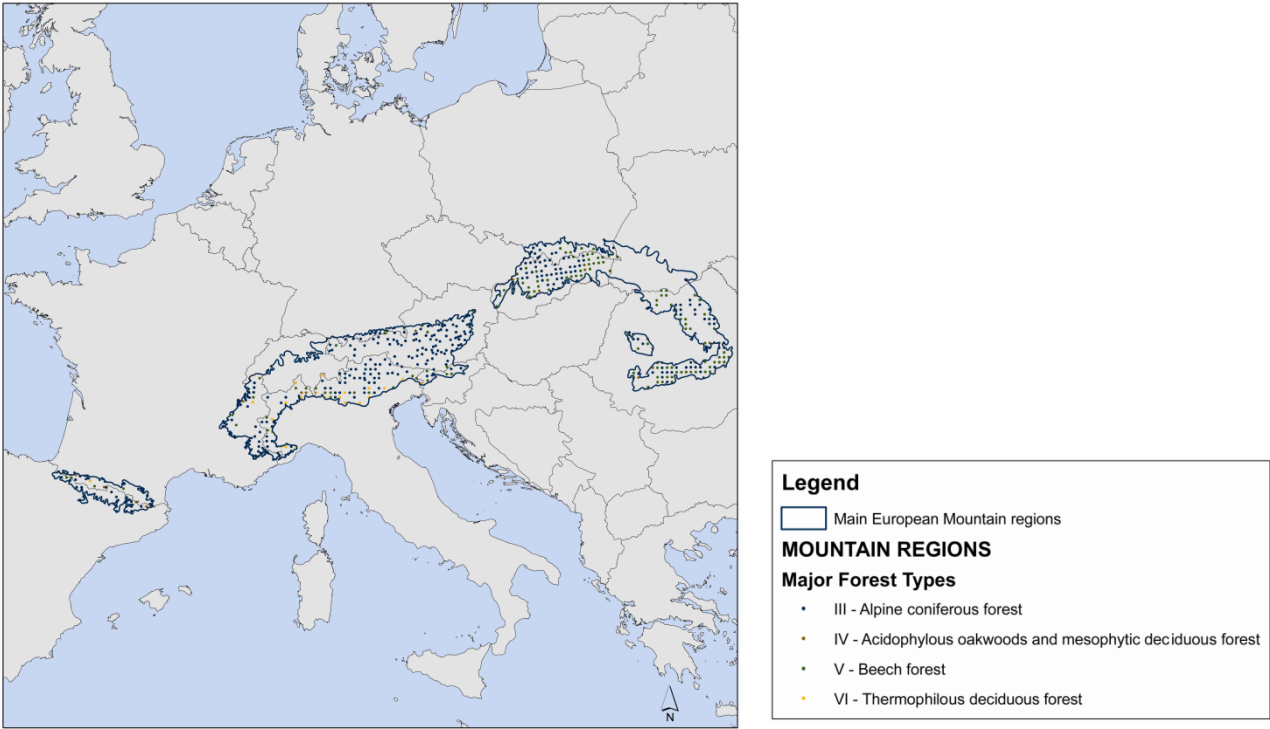 N
Legend
Main European Mountain regions
MOUNTAIN REGIONS
Major Forest Types
III - Alpine coniferous forest
IV - Acidophylous oakwoods and mesophytic deciduous forest
V - Beech forest
VI - Thermophilous deciduous forest